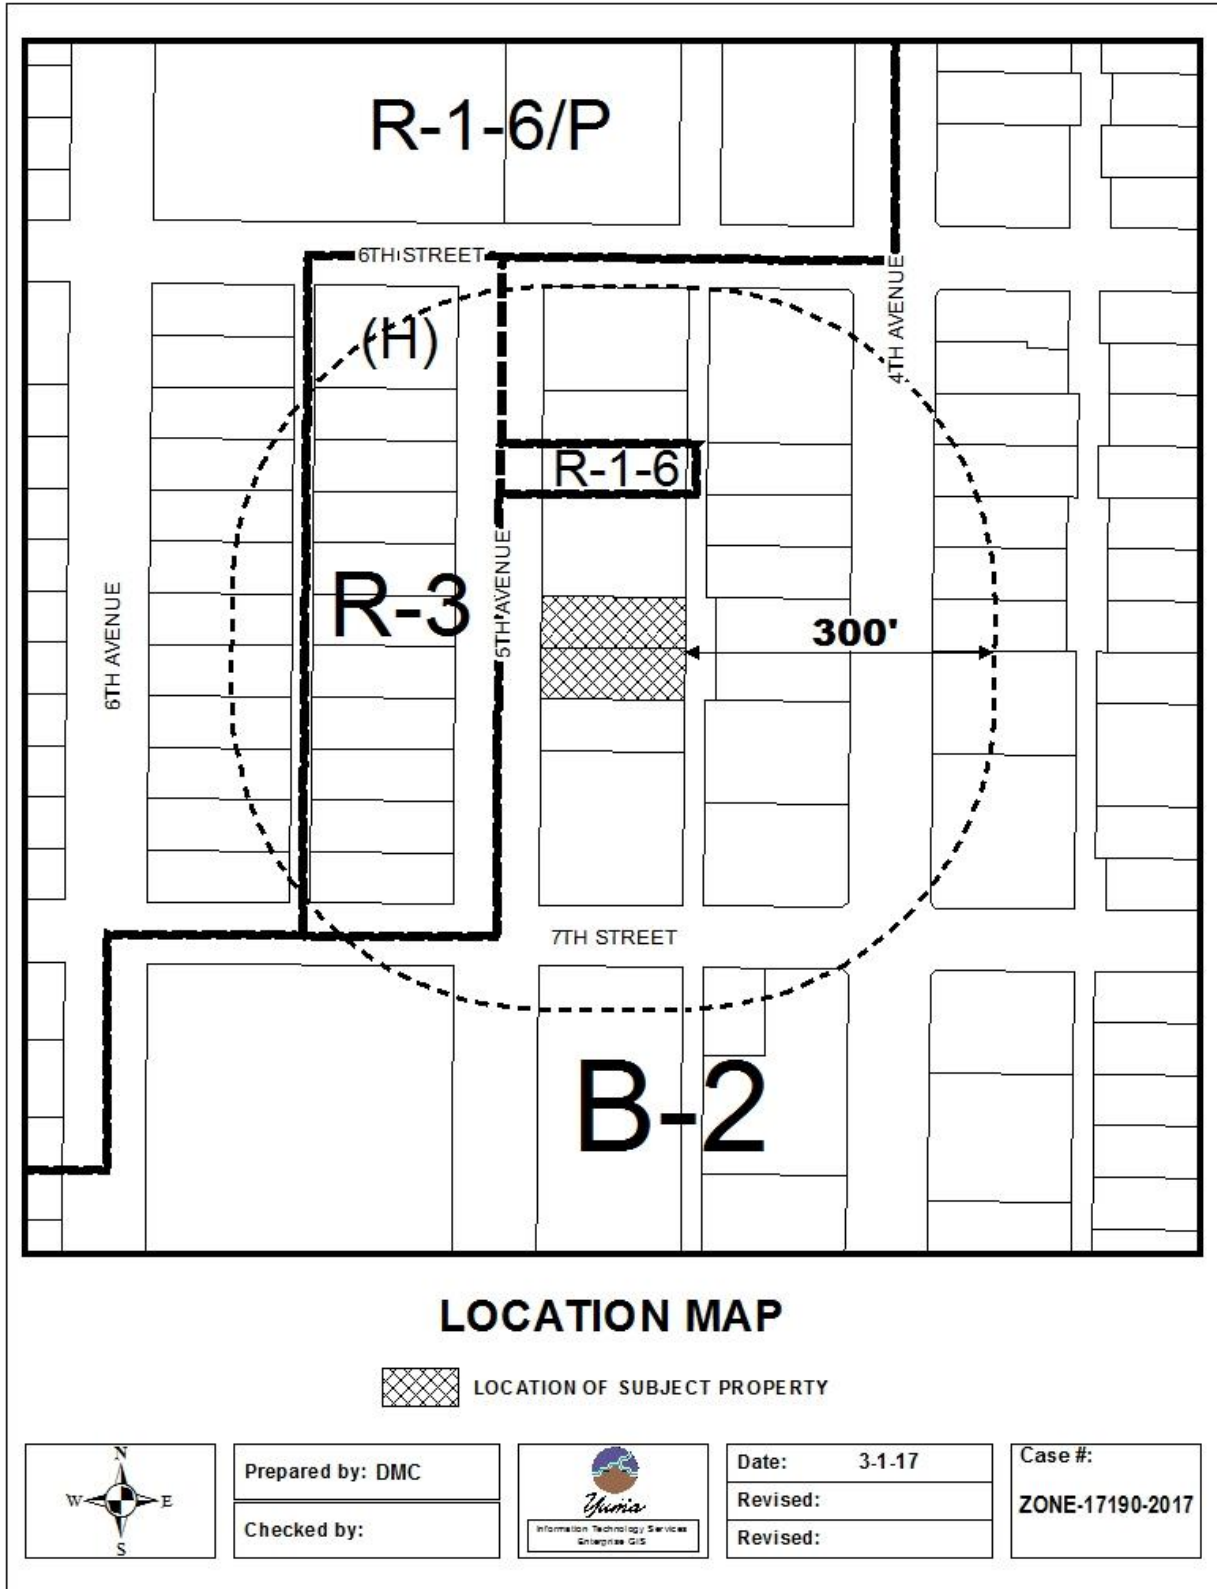 R-1-6/P
6TH STREET
(H)
4TH AVENUE
R-1-6
5TH AVENUE
R-3
300'
6TH AVENUE
7TH STREET
B-2
LOCATION MAP
LOCATION OF SUBJECT PROPERTY
N
W E
S
Prepared by: DMC
Checked by:
Yuma
Information Technology Services
Enterprise GIS
Date: 3-1-17
Revised:
Revised:
Case #:
ZONE-17190-2017